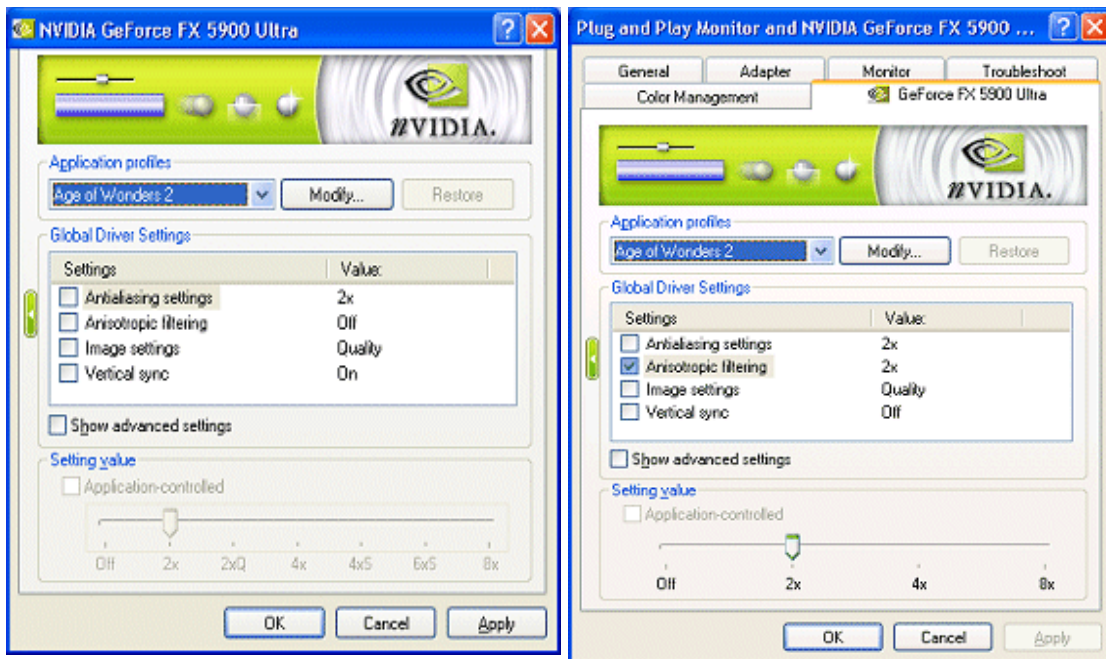 NVIDIA GeForce FX 5900 Ultra
nVIDIA.
Application profiles
Age of Wonders 2
Modify...
Restore
Global Driver Settings
Settings Value:
Antialiasing settings 2x
Anisotropic filtering Off
Image settings Quality
Vertical sync On
Show advanced settings
Setting value
Application-controlled
Off 2x 2xQ 4x 4xS 6xS 8x
OK Cancel Apply
Plug and Play Monitor and NVIDIA GeForce FX 5900 ...
General Adapter Monitor Troubleshoot
Color Management GeForce FX 5900 Ultra
nVIDIA.
Application profiles
Age of Wonders 2
Modify...
Restore
Global Driver Settings
Settings Value:
Antialiasing settings 2x
Anisotropic filtering 2x
Image settings Quality
Vertical sync Off
Show advanced settings
Setting value
Application-controlled
Off 2x 4x 8x
OK Cancel Apply